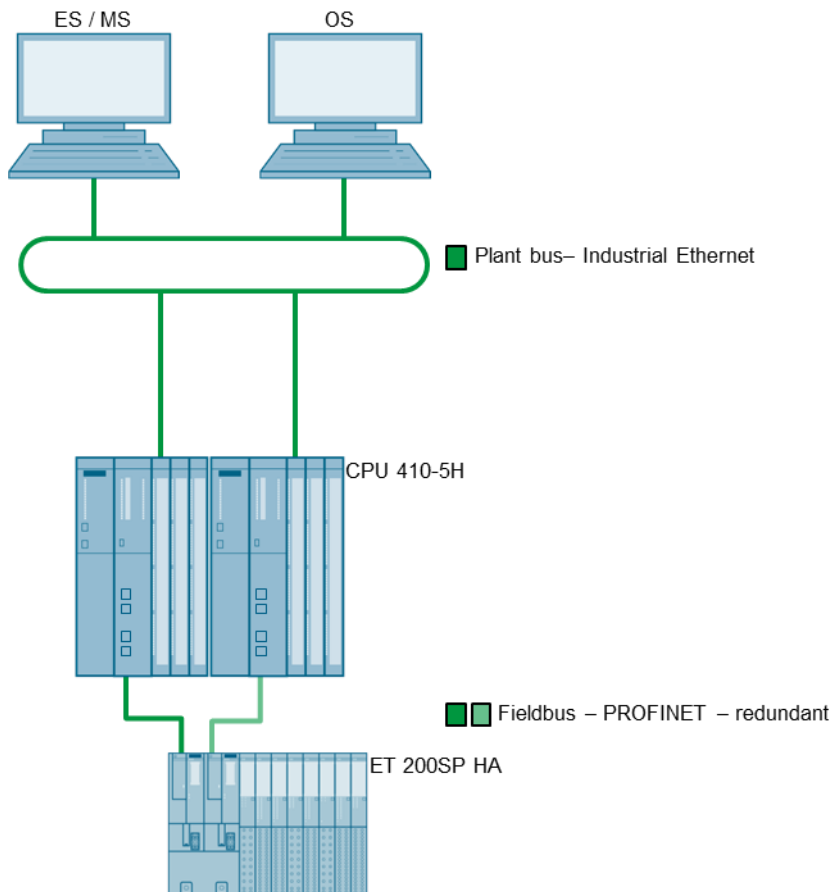 ES / MS
OS
Plant bus– Industrial Ethernet
CPU 410-5H
Fieldbus – PROFINET – redundant
ET 200SP HA